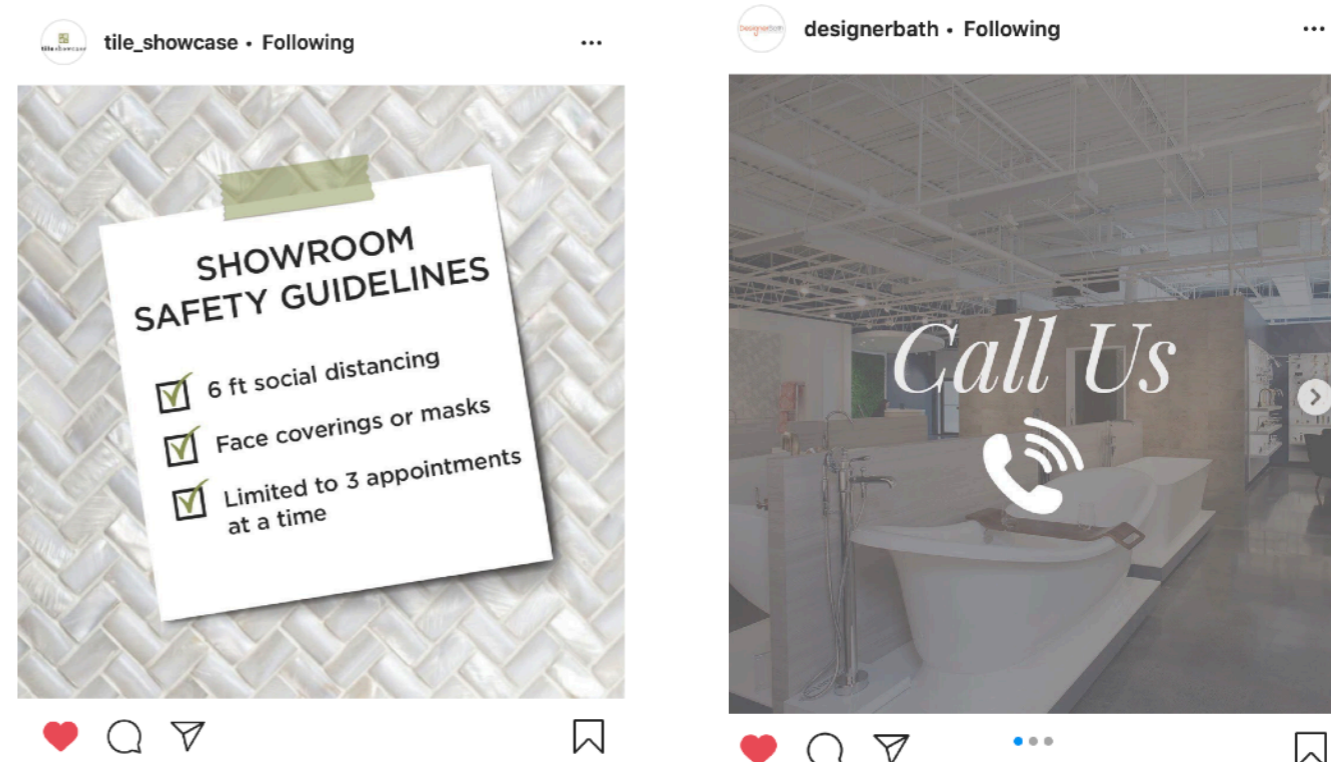 tile_showcase • Following
SHOWROOM
SAFETY GUIDELINES
6 ft social distancing
Face coverings or masks
Limited to 3 appointments
at a time
designerbath • Following
Call Us